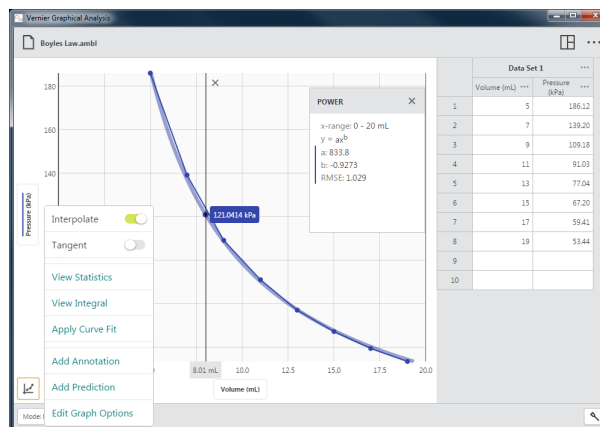 Vernier Graphical Analysis
Boyles Law.ambl
180
160
140
Pressure (kPa)
POWER
x-range: 0 - 20 mL
y = axᵇ
a: 833.8
b: -0.9273
RMSE: 1.029
121.0414 kPa
Interpolate
Tangent
View Statistics
View Integral
Apply Curve Fit
Add Annotation
Add Prediction
Edit Graph Options
8.01 mL
10.0
12.5
15.0
17.5
20.0
Volume (mL)
Mode:
Data Set 1
Volume (mL) Pressure (kPa)
1 5 186.12
2 7 139.20
3 9 109.18
4 11 91.03
5 13 77.04
6 15 67.20
7 17 59.41
8 19 53.44
9
10